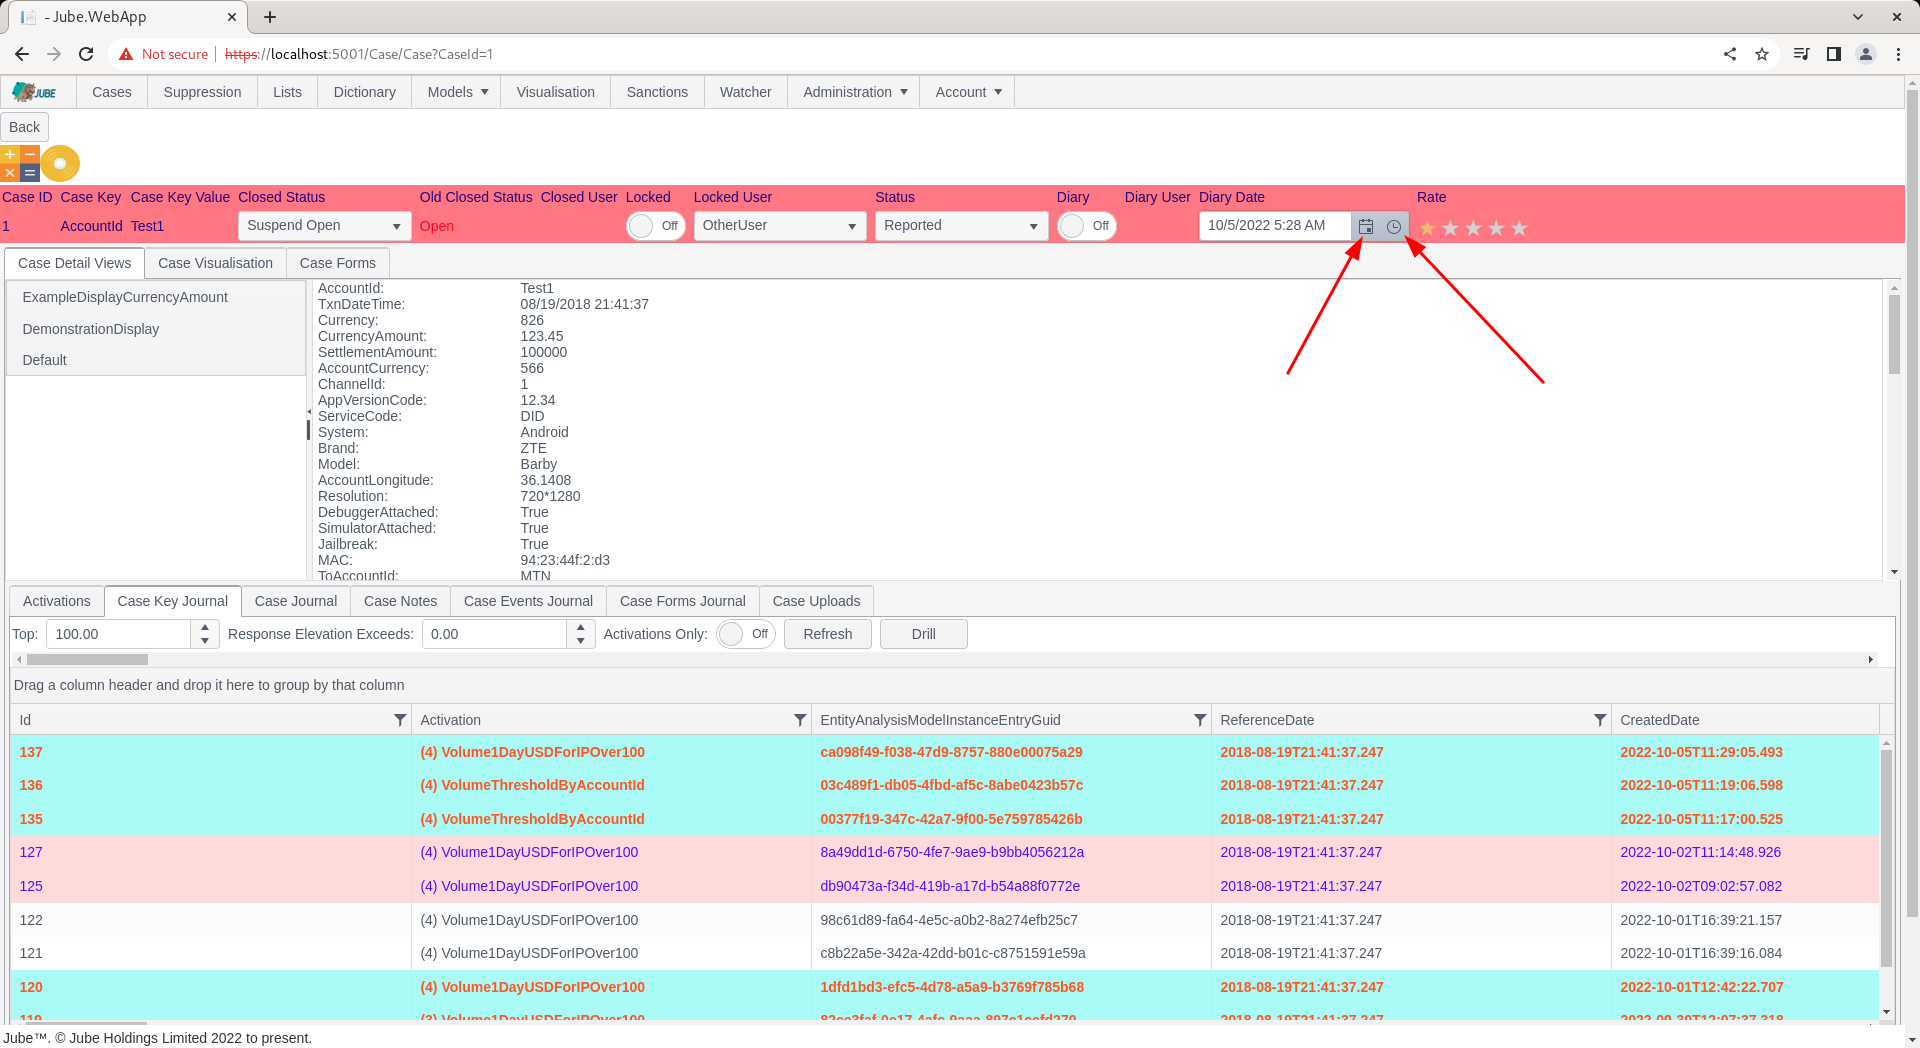 - Jube.WebApp
Not secure https://localhost:5001/Case/Case?CaseId=1
JUBE Cases Suppression Lists Dictionary Models Visualisation Sanctions Watcher Administration Account
Back
Case ID Case Key Case Key Value Closed Status Old Closed Status Closed User Locked Locked User Status Diary Diary User Diary Date Rate
1 AccountId Test1 Suspend Open Open Off OtherUser Reported Off 10/5/2022 5:28 AM
Case Detail Views Case Visualisation Case Forms
ExampleDisplayCurrencyAmount
DemonstrationDisplay
Default
AccountId: Test1
TxnDateTime: 08/19/2018 21:41:37
Currency: 826
CurrencyAmount: 123.45
SettlementAmount: 100000
AccountCurrency: 566
ChannelId: 1
AppVersionCode: 12.34
ServiceCode: DID
System: Android
Brand: ZTE
Model: Barby
AccountLongitude: 36.1408
Resolution: 720*1280
DebuggerAttached: True
SimulatorAttached: True
Jailbreak: True
MAC: 94:23:44f:2:d3
ToAccountId: MTN
Activations Case Key Journal Case Journal Case Notes Case Events Journal Case Forms Journal Case Uploads
Top: 100.00 Response Elevation Exceeds: 0.00 Activations Only: Off Refresh Drill
Drag a column header and drop it here to group by that column
Id Activation EntityAnalysisModelInstanceEntryGuid ReferenceDate CreatedDate
137 (4) Volume1DayUSDForIPOver100 ca098f49-f038-47d9-8757-880e00075a29 2018-08-19T21:41:37.247 2022-10-05T11:29:05.493
136 (4) VolumeThresholdByAccountId 03c489f1-db05-4fbd-af5c-8abe0423b57c 2018-08-19T21:41:37.247 2022-10-05T11:19:06.598
135 (4) VolumeThresholdByAccountId 00377f19-347c-42a7-9f00-5e759785426b 2018-08-19T21:41:37.247 2022-10-05T11:17:00.525
127 (4) Volume1DayUSDForIPOver100 8a49dd1d-6750-4fe7-9ae9-b9bb4056212a 2018-08-19T21:41:37.247 2022-10-02T11:14:48.926
125 (4) Volume1DayUSDForIPOver100 db90473a-f34d-419b-a17d-b54a88f0772e 2018-08-19T21:41:37.247 2022-10-02T09:02:57.082
122 (4) Volume1DayUSDForIPOver100 98c61d89-fa64-4e5c-a0b2-8a274efb25c7 2018-08-19T21:41:37.247 2022-10-01T16:39:21.157
121 (4) Volume1DayUSDForIPOver100 c8b22a5e-342a-42dd-b01c-c8751591e59a 2018-08-19T21:41:37.247 2022-10-01T16:39:16.084
120 (4) Volume1DayUSDForIPOver100 1dfd1bd3-efc5-4d78-a5a9-b3769f785b68 2018-08-19T21:41:37.247 2022-10-01T12:42:22.707
119 (3) Volume1DayUSDForIPOver100 2018-08-19T21:41:37.247
Jube™. © Jube Holdings Limited 2022 to present.